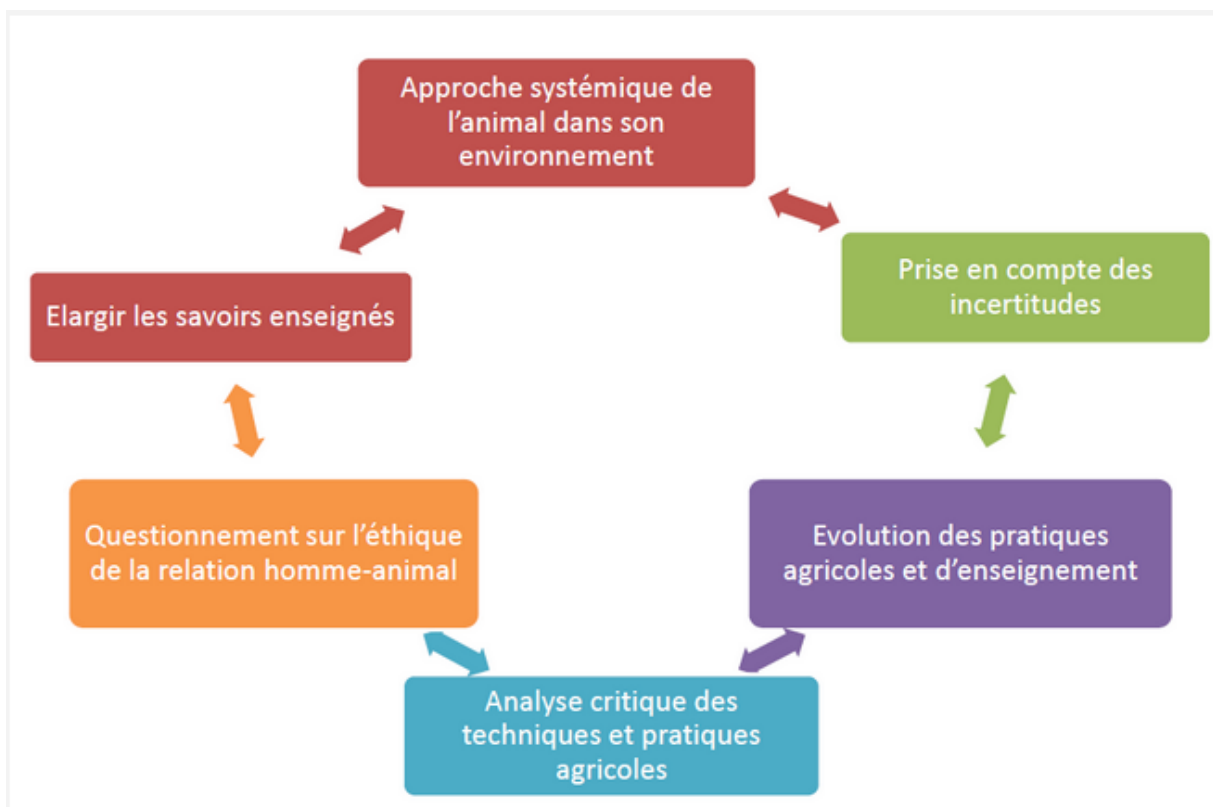 Approche systémique de
l’animal dans son
environnement
Prise en compte des
incertitudes
Elargir les savoirs enseignés
Questionnement sur l’éthique
de la relation homme-animal
Evolution des pratiques
agricoles et d’enseignement
Analyse critique des
techniques et pratiques
agricoles